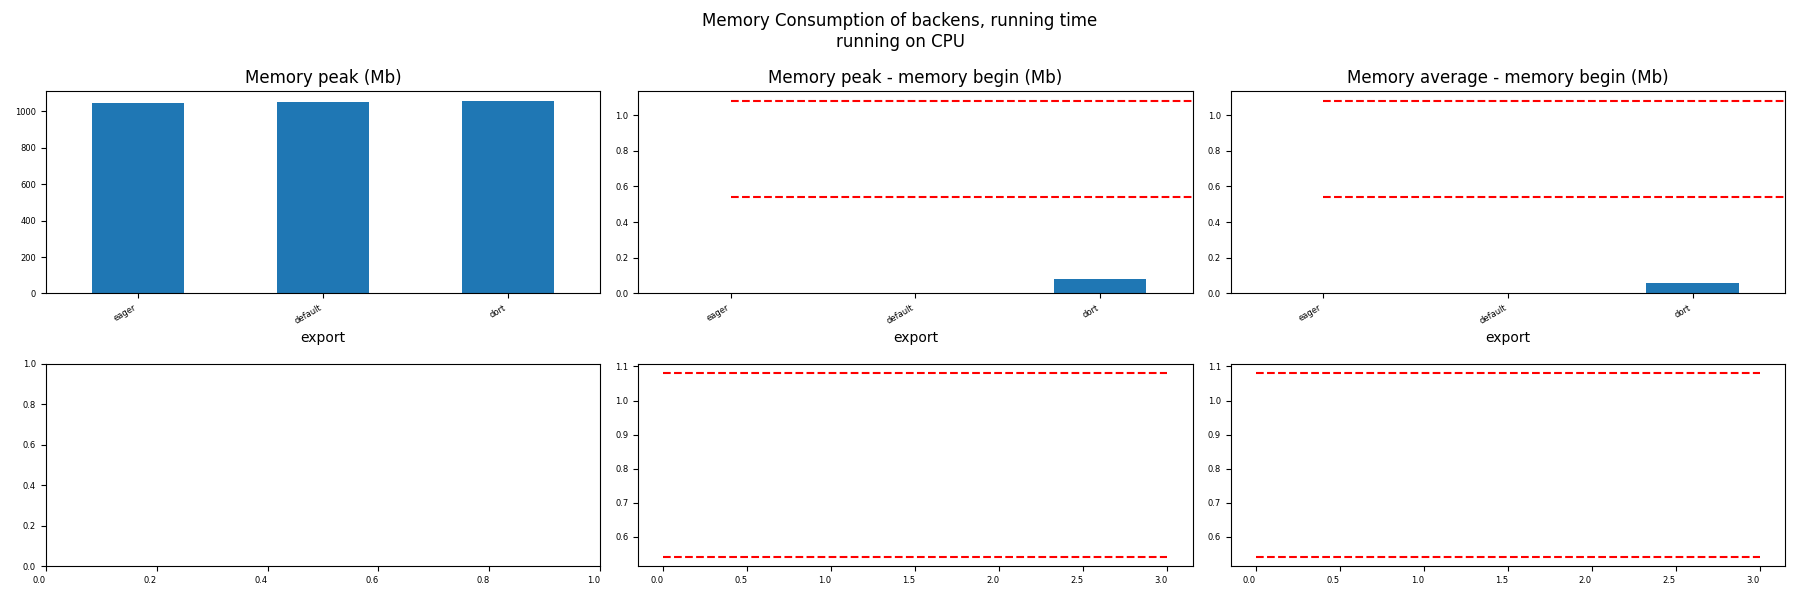 Memory Consumption of backens, running time
running on CPU
Memory peak (Mb)
1000
800
600
400
200
0
eager
default
dort
export
Memory peak - memory begin (Mb)
1.0
0.8
0.6
0.4
0.2
0.0
eager
default
dort
export
Memory average - memory begin (Mb)
1.0
0.8
0.6
0.4
0.2
0.0
eager
default
dort
export
1.0
0.8
0.6
0.4
0.2
0.0
0.0 0.2 0.4 0.6 0.8 1.0
1.1
1.0
0.9
0.8
0.7
0.6
0.0 0.5 1.0 1.5 2.0 2.5 3.0
1.1
1.0
0.9
0.8
0.7
0.6
0.0 0.5 1.0 1.5 2.0 2.5 3.0